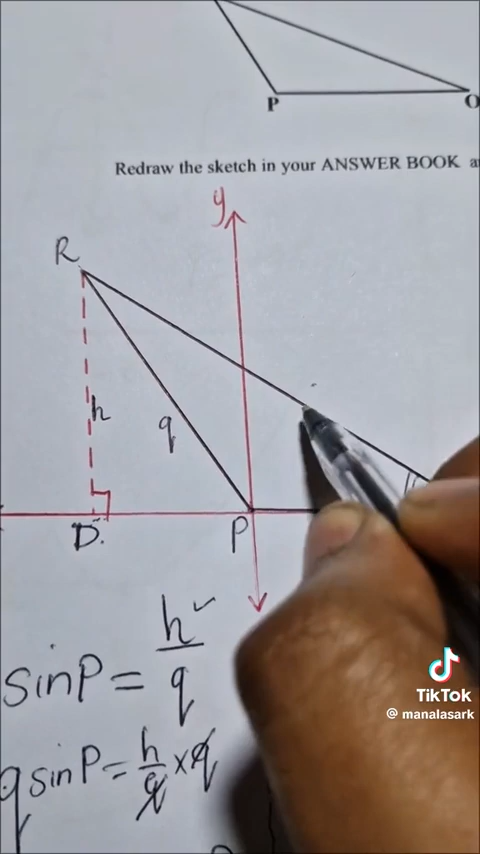 P
Redraw the sketch in your ANSWER BOOK
y
R
h
q
D.
P
sinP = h/q
q sinP = h/q × q
TikTok
@ manalasark